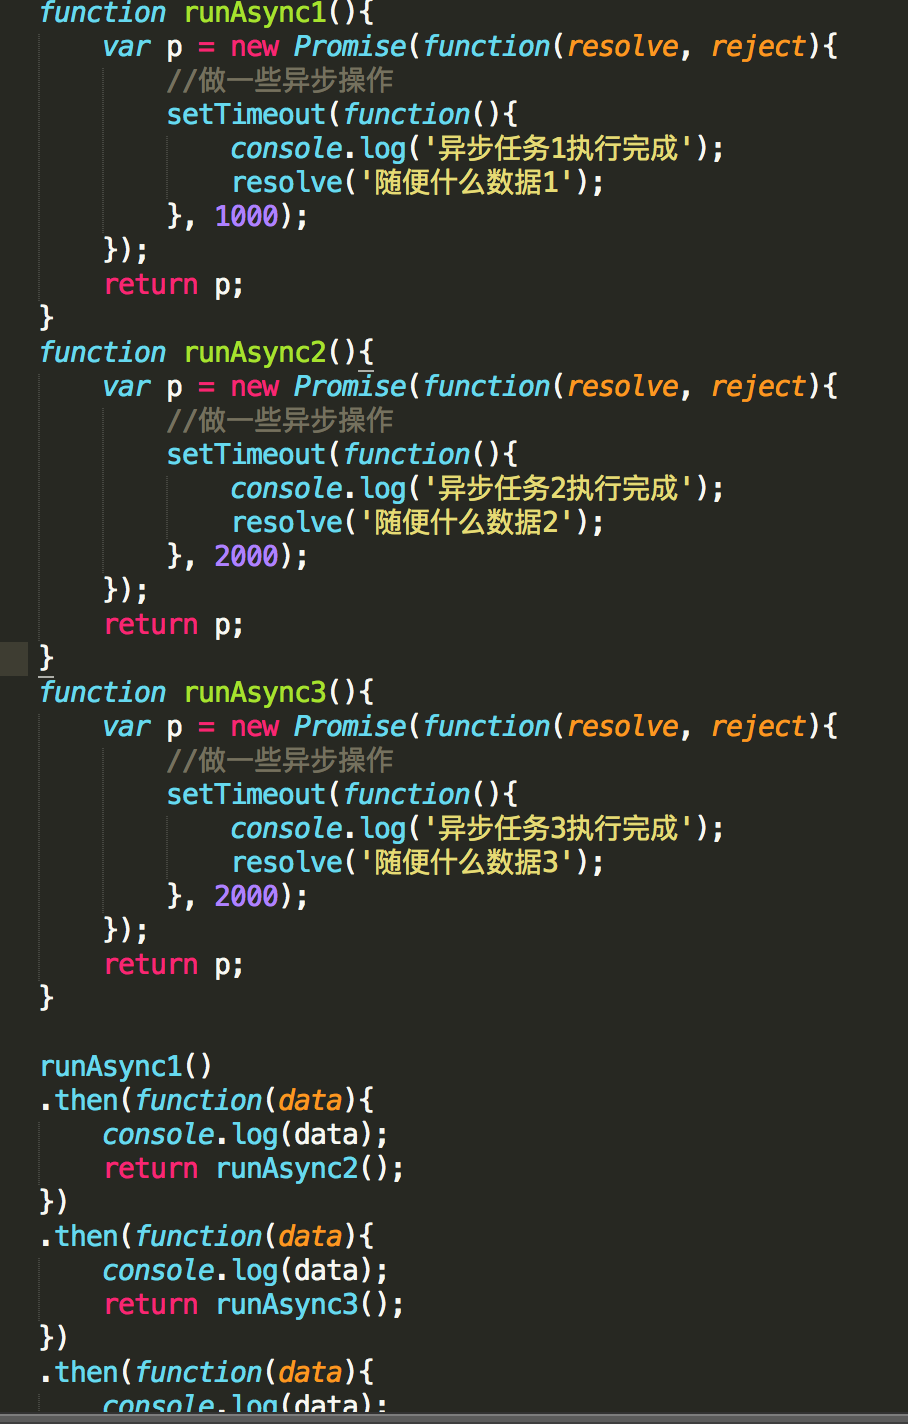 function runAsync1(){
    var p = new Promise(function(resolve, reject){
        //做一些异步操作
        setTimeout(function(){
            console.log('异步任务1执行完成');
            resolve('随便什么数据1');
        }, 1000);
    });
    return p;
}
function runAsync2(){
    var p = new Promise(function(resolve, reject){
        //做一些异步操作
        setTimeout(function(){
            console.log('异步任务2执行完成');
            resolve('随便什么数据2');
        }, 2000);
    });
    return p;
}
function runAsync3(){
    var p = new Promise(function(resolve, reject){
        //做一些异步操作
        setTimeout(function(){
            console.log('异步任务3执行完成');
            resolve('随便什么数据3');
        }, 2000);
    });
    return p;
}

runAsync1()
.then(function(data){
    console.log(data);
    return runAsync2();
})
.then(function(data){
    console.log(data);
    return runAsync3();
})
.then(function(data){
    console.log(data);